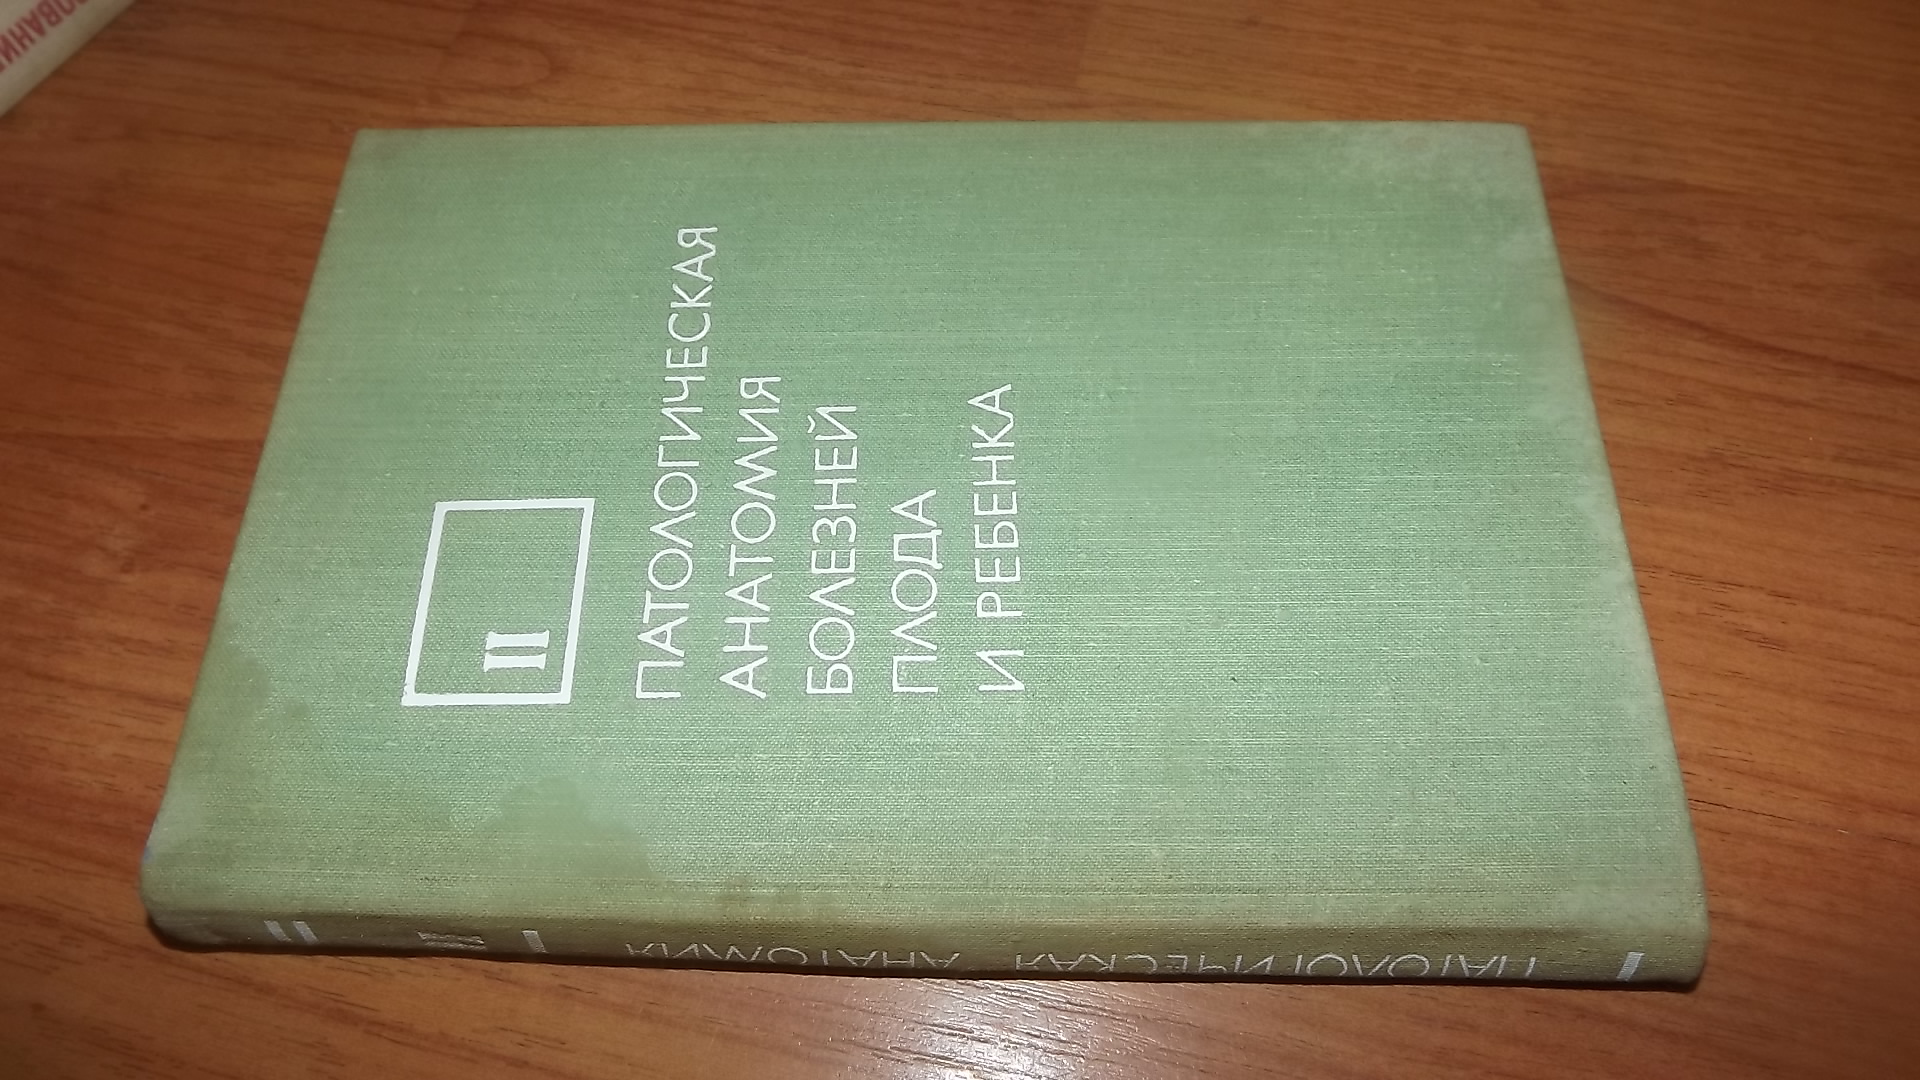 II
ПАТОЛОГИЧЕСКАЯ
АНАТОМИЯ
БОЛЕЗНЕЙ
ПЛОДА
И РЕБЕНКА
ПАТОЛОГИЧЕСКАЯ АНАТОМИЯ
II